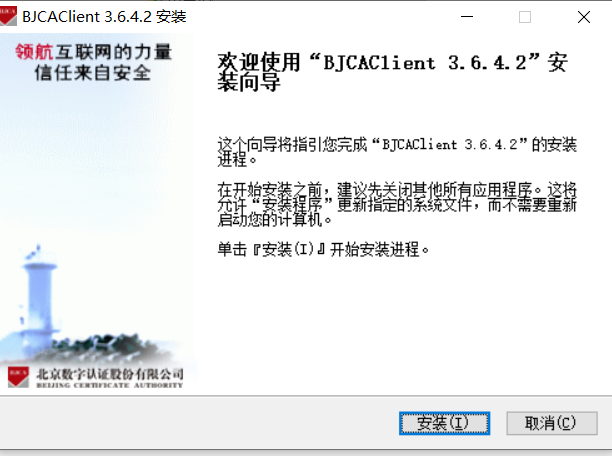 BJCAClient 3.6.4.2 安装
领航互联网的力量
信任来自安全
欢迎使用“BJCAClient 3.6.4.2”安
装向导
这个向导将指引您完成“BJCAClient 3.6.4.2”的安装
进程。
在开始安装之前，建议先关闭其他所有应用程序。这将
允许“安装程序”更新指定的系统文件，而不需要重新
启动您的计算机。
单击『安装(I)』开始安装进程。
BJCA 北京数字认证股份有限公司
BEIJING CERTIFICATE AUTHORITY
安装(I)
取消(C)